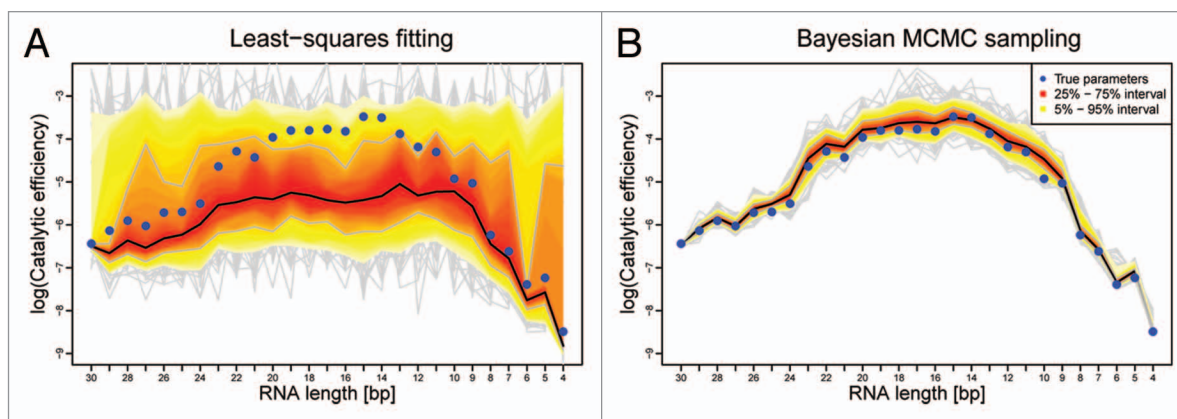 A
Least-squares fitting
log(Catalytic efficiency)
-3
-4
-5
-6
-7
-8
-9
30 28 26 24 22 20 18 16 14 12 10 9 8 7 6 5 4
RNA length [bp]
B
Bayesian MCMC sampling
True parameters
25% - 75% interval
5% - 95% interval
log(Catalytic efficiency)
-3
-4
-5
-6
-7
-8
-9
30 28 26 24 22 20 18 16 14 12 10 9 8 7 6 5 4
RNA length [bp]